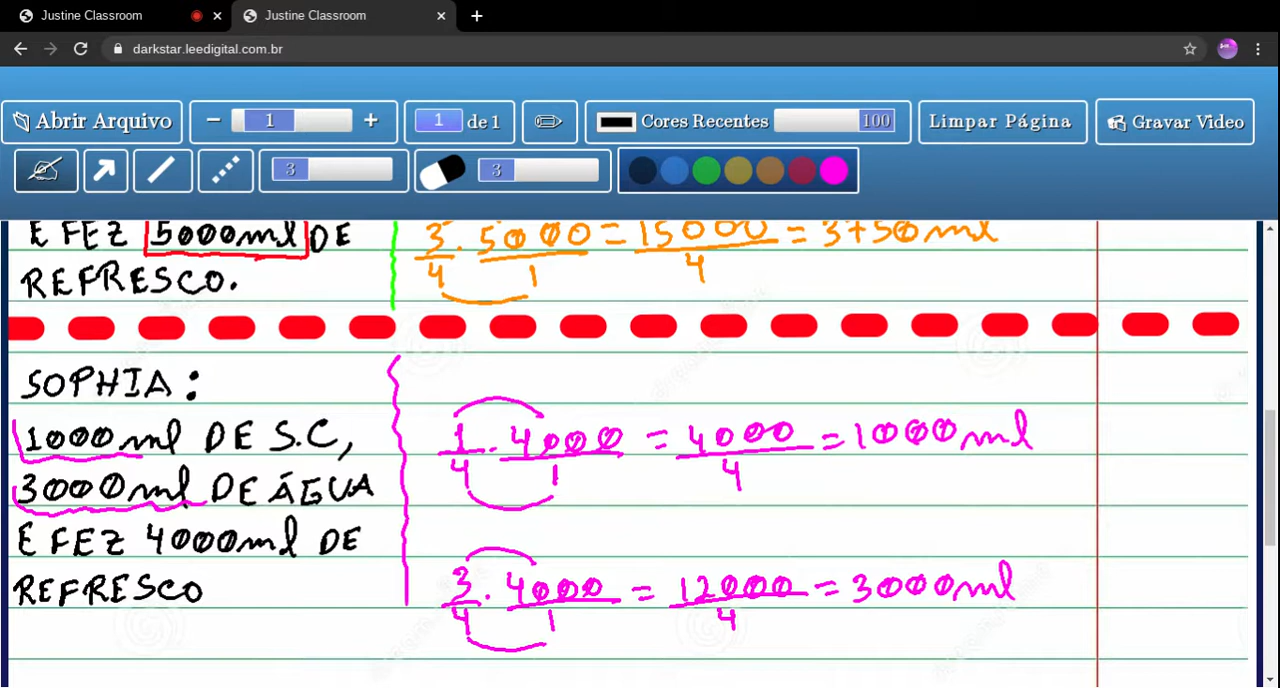 Justine Classroom
Justine Classroom
darkstar.leedigital.com.br
Abrir Arquivo
− 1 +
1 de 1
Cores Recentes 100
Limpar Página
Gravar Video
3
3
E FEZ 5000ml DE
REFRESCO.
3/4 . 5000/1 = 15000/4 = 3750ml
SOPHIA:
1000ml DE S.C,
3000ml DE ÁGUA
E FEZ 4000ml DE
REFRESCO
1/4 . 4000/1 = 4000/4 = 1000ml
3/4 . 4000/1 = 12000/4 = 3000ml